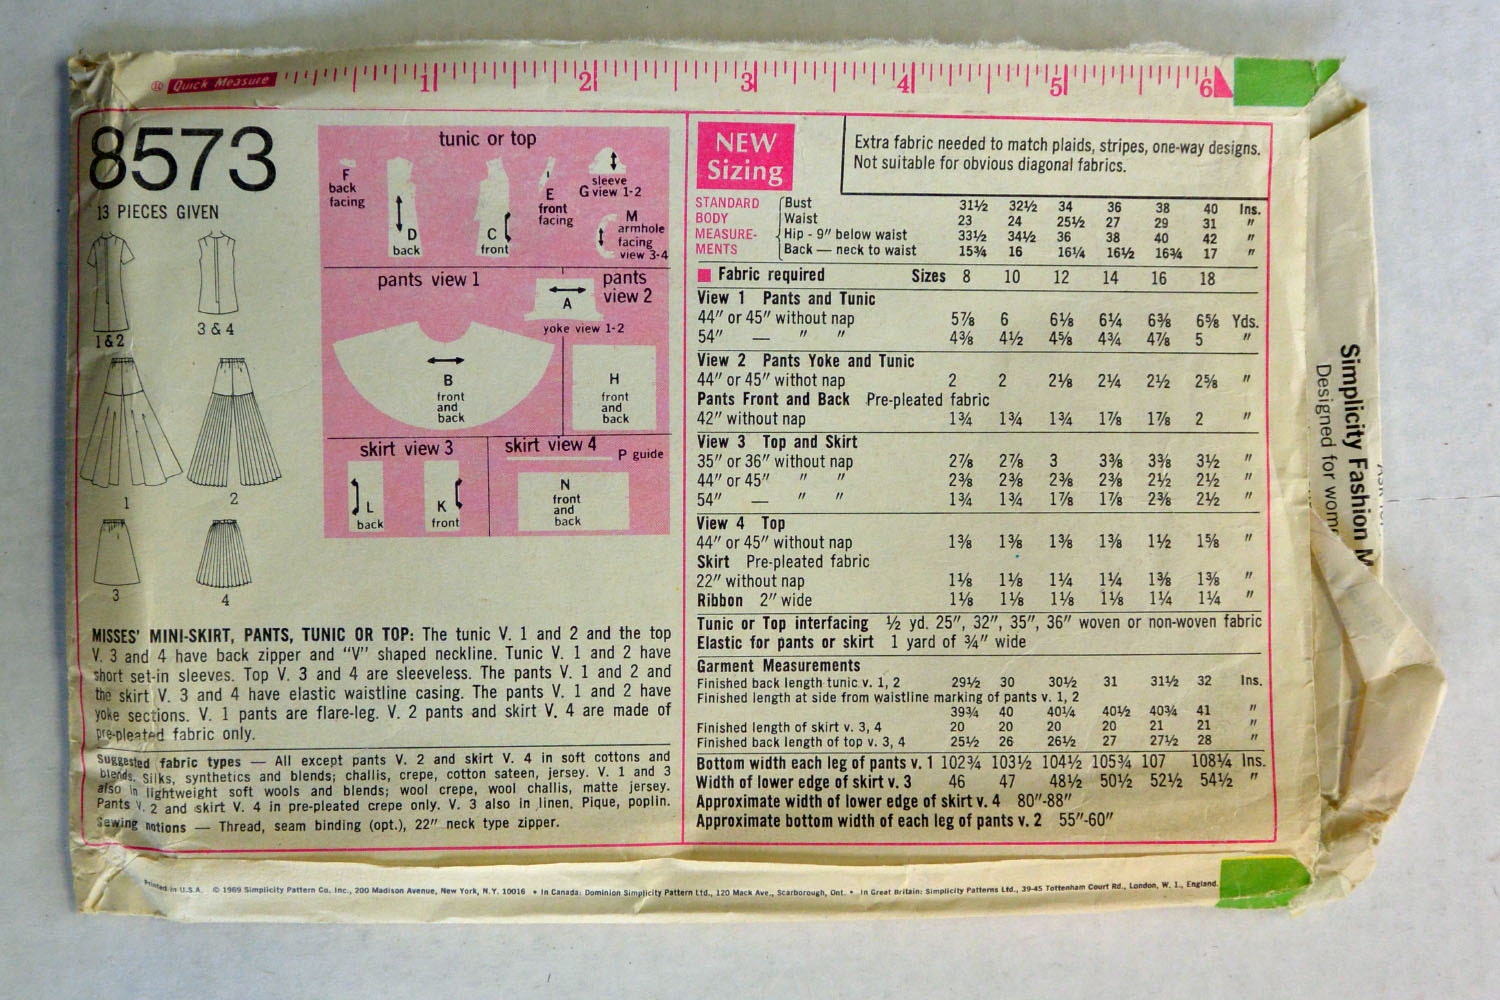 Quick Measure 1 2 3 4 5 6
8573
13 PIECES GIVEN
1 & 2
3 & 4
1
2
3
4
tunic or top
F
back
facing
D
back
C
front
E
front
facing
sleeve
G view 1-2
M
armhole
facing
view 3-4
pants view 1
pants
view 2
A
yoke view 1-2
B
front
and
back
H
front
and
back
skirt view 3
L
back
K
front
skirt view 4
P guide
N
front
and
back
MISSES' MINI-SKIRT, PANTS, TUNIC OR TOP: The tunic V. 1 and 2 and the top
V. 3 and 4 have back zipper and "V" shaped neckline. Tunic V. 1 and 2 have
short set-in sleeves. Top V. 3 and 4 are sleeveless. The pants V. 1 and 2 and
the skirt V. 3 and 4 have elastic waistline casing. The pants V. 1 and 2 have
yoke sections. V. 1 pants are flare-leg. V. 2 pants and skirt V. 4 are made of
pre-pleated fabric only.
Suggested fabric types — All except pants V. 2 and skirt V. 4 in soft cottons and
blends. Silks, synthetics and blends; challis, crepe, cotton sateen, jersey. V. 1 and 3
also in lightweight soft wools and blends; wool crepe, wool challis, matte jersey.
Pants V. 2 and skirt V. 4 in pre-pleated crepe only. V. 3 also in linen. Pique, poplin.
Sewing notions — Thread, seam binding (opt.), 22" neck type zipper.
NEW
Sizing
Extra fabric needed to match plaids, stripes, one-way designs.
Not suitable for obvious diagonal fabrics.
STANDARD Bust 31½ 32½ 34 36 38 40 Ins.
BODY Waist 23 24 25½ 27 29 31 "
MEASURE- Hip - 9" below waist 33½ 34½ 36 38 40 42 "
MENTS Back — neck to waist 15¾ 16 16¼ 16½ 16¾ 17 "
Fabric required Sizes 8 10 12 14 16 18
View 1 Pants and Tunic
44" or 45" without nap 5⅞ 6 6⅛ 6¼ 6⅜ 6⅝ Yds.
54" — " " 4⅜ 4½ 4⅝ 4¾ 4⅞ 5 "
View 2 Pants Yoke and Tunic
44" or 45" withot nap 2 2 2⅛ 2¼ 2½ 2⅝ "
Pants Front and Back Pre-pleated fabric
42" without nap 1¾ 1¾ 1¾ 1⅞ 1⅞ 2 "
View 3 Top and Skirt
35" or 36" without nap 2⅞ 2⅞ 3 3⅜ 3⅜ 3½ "
44" or 45" " " 2⅜ 2⅜ 2⅜ 2⅜ 2½ 2½ "
54" — " " 1¾ 1¾ 1⅞ 1⅞ 2⅜ 2½ "
View 4 Top
44" or 45" without nap 1⅜ 1⅜ 1⅜ 1⅜ 1½ 1⅝ "
Skirt Pre-pleated fabric
22" without nap 1⅛ 1⅛ 1¼ 1¼ 1⅜ 1⅜ "
Ribbon 2" wide 1⅛ 1⅛ 1⅛ 1⅛ 1¼ 1¼ "
Tunic or Top interfacing ½ yd. 25", 32", 35", 36" woven or non-woven fabric
Elastic for pants or skirt 1 yard of ¾" wide
Garment Measurements
Finished back length tunic v. 1, 2 29½ 30 30½ 31 31½ 32 Ins.
Finished length at side from waistline marking of pants v. 1, 2
39¾ 40 40¼ 40½ 40¾ 41 "
Finished length of skirt v. 3, 4 20 20 20 20 21 21 "
Finished back length of top v. 3, 4 25½ 26 26½ 27 27½ 28 "
Bottom width each leg of pants v. 1 102¾ 103½ 104½ 105¾ 107 108¼ Ins.
Width of lower edge of skirt v. 3 46 47 48½ 50½ 52½ 54½ "
Approximate width of lower edge of skirt v. 4 80"-88"
Approximate bottom width of each leg of pants v. 2 55"-60"
Printed in U.S.A. © 1969 Simplicity Pattern Co. Inc., 200 Madison Avenue, New York, N.Y. 10016 • In Canada: Dominion Simplicity Pattern Ltd., 120 Mack Ave., Scarborough, Ont. • In Great Britain: Simplicity Patterns Ltd., 39-45 Tottenham Court Rd., London, W. 1., England.
Simplicity Fashion M
Designed for wome